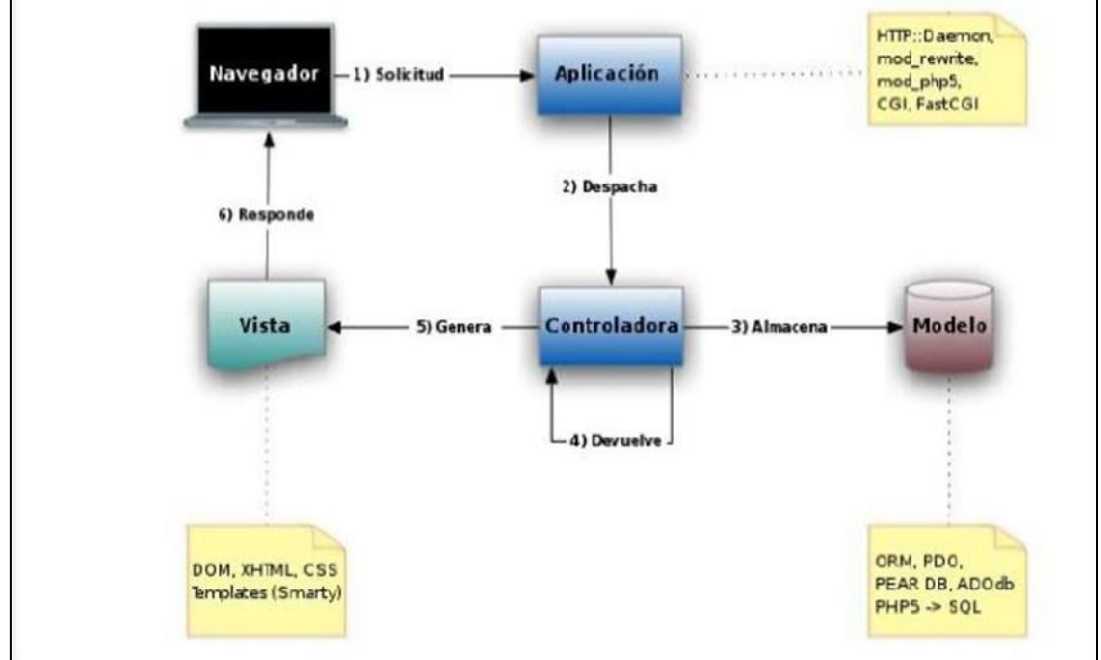 Navegador
1) Solicitud
Aplicación
HTTP::Daemon,
mod_rewrite,
mod_php5,
CGI, FastCGI
2) Despacha
6) Responde
Vista
5) Genera
Controladora
3) Almacena
Modelo
4) Devuelve
DOM, XHTML, CSS
Templates (Smarty)
ORM, PDO,
PEAR DB, ADOdb
PHP5 -> SQL